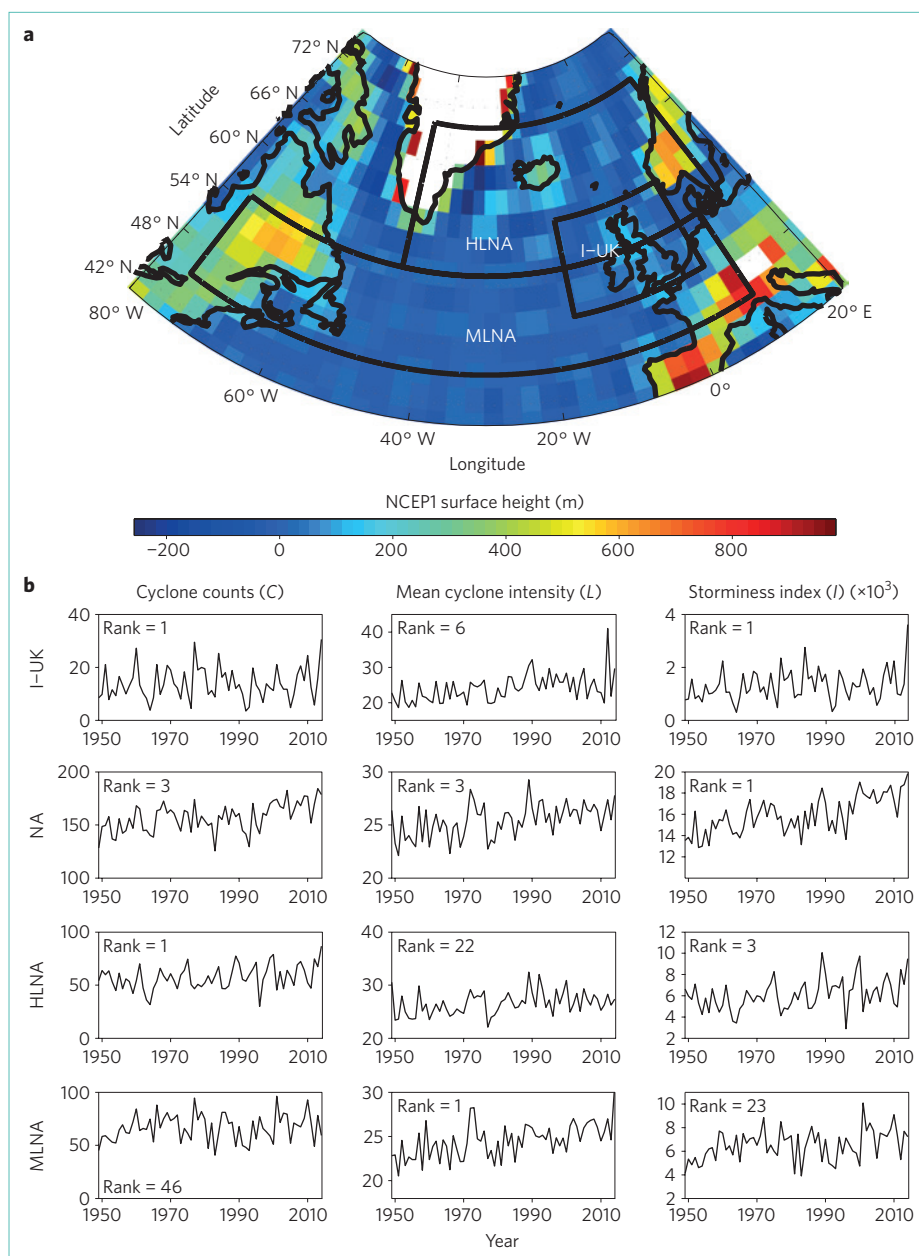 a
72° N
66° N
60° N
54° N
48° N
42° N
Latitude
80° W
60° W
40° W
20° W
0°
20° E
Longitude
HLNA
I–UK
MLNA
NCEP1 surface height (m)
−200 0 200 400 600 800
b
Cyclone counts (C) Mean cyclone intensity (L) Storminess index (I) (×10³)
I–UK
40
20
0
Rank = 1
1950 1970 1990 2010
40
30
20
Rank = 6
1950 1970 1990 2010
4
2
0
Rank = 1
1950 1970 1990 2010
NA
200
150
100
Rank = 3
1950 1970 1990 2010
30
25
20
Rank = 3
1950 1970 1990 2010
20
18
16
14
12
Rank = 1
1950 1970 1990 2010
HLNA
100
50
0
Rank = 1
1950 1970 1990 2010
40
30
20
Rank = 22
1950 1970 1990 2010
12
10
8
6
4
2
Rank = 3
1950 1970 1990 2010
MLNA
100
50
0
Rank = 46
1950 1970 1990 2010
30
25
20
Rank = 1
1950 1970 1990 2010
10
8
6
4
2
Rank = 23
1950 1970 1990 2010
Year